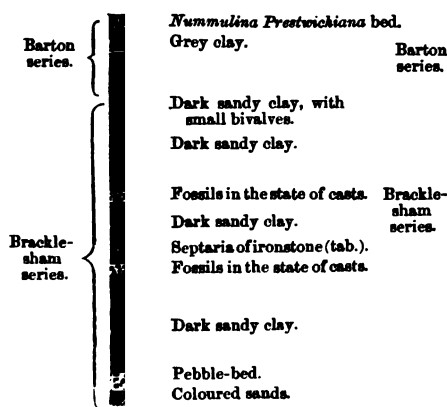 Barton
series.
Nummulina Prestwichiana bed.
Grey clay.
Barton
series.
Brackle-
sham
series.
Dark sandy clay, with
small bivalves.
Dark sandy clay.
Fossils in the state of casts.
Dark sandy clay.
Septaria of ironstone (tab.).
Fossils in the state of casts.
Dark sandy clay.
Pebble-bed.
Coloured sands.
Brackle-
sham
series.